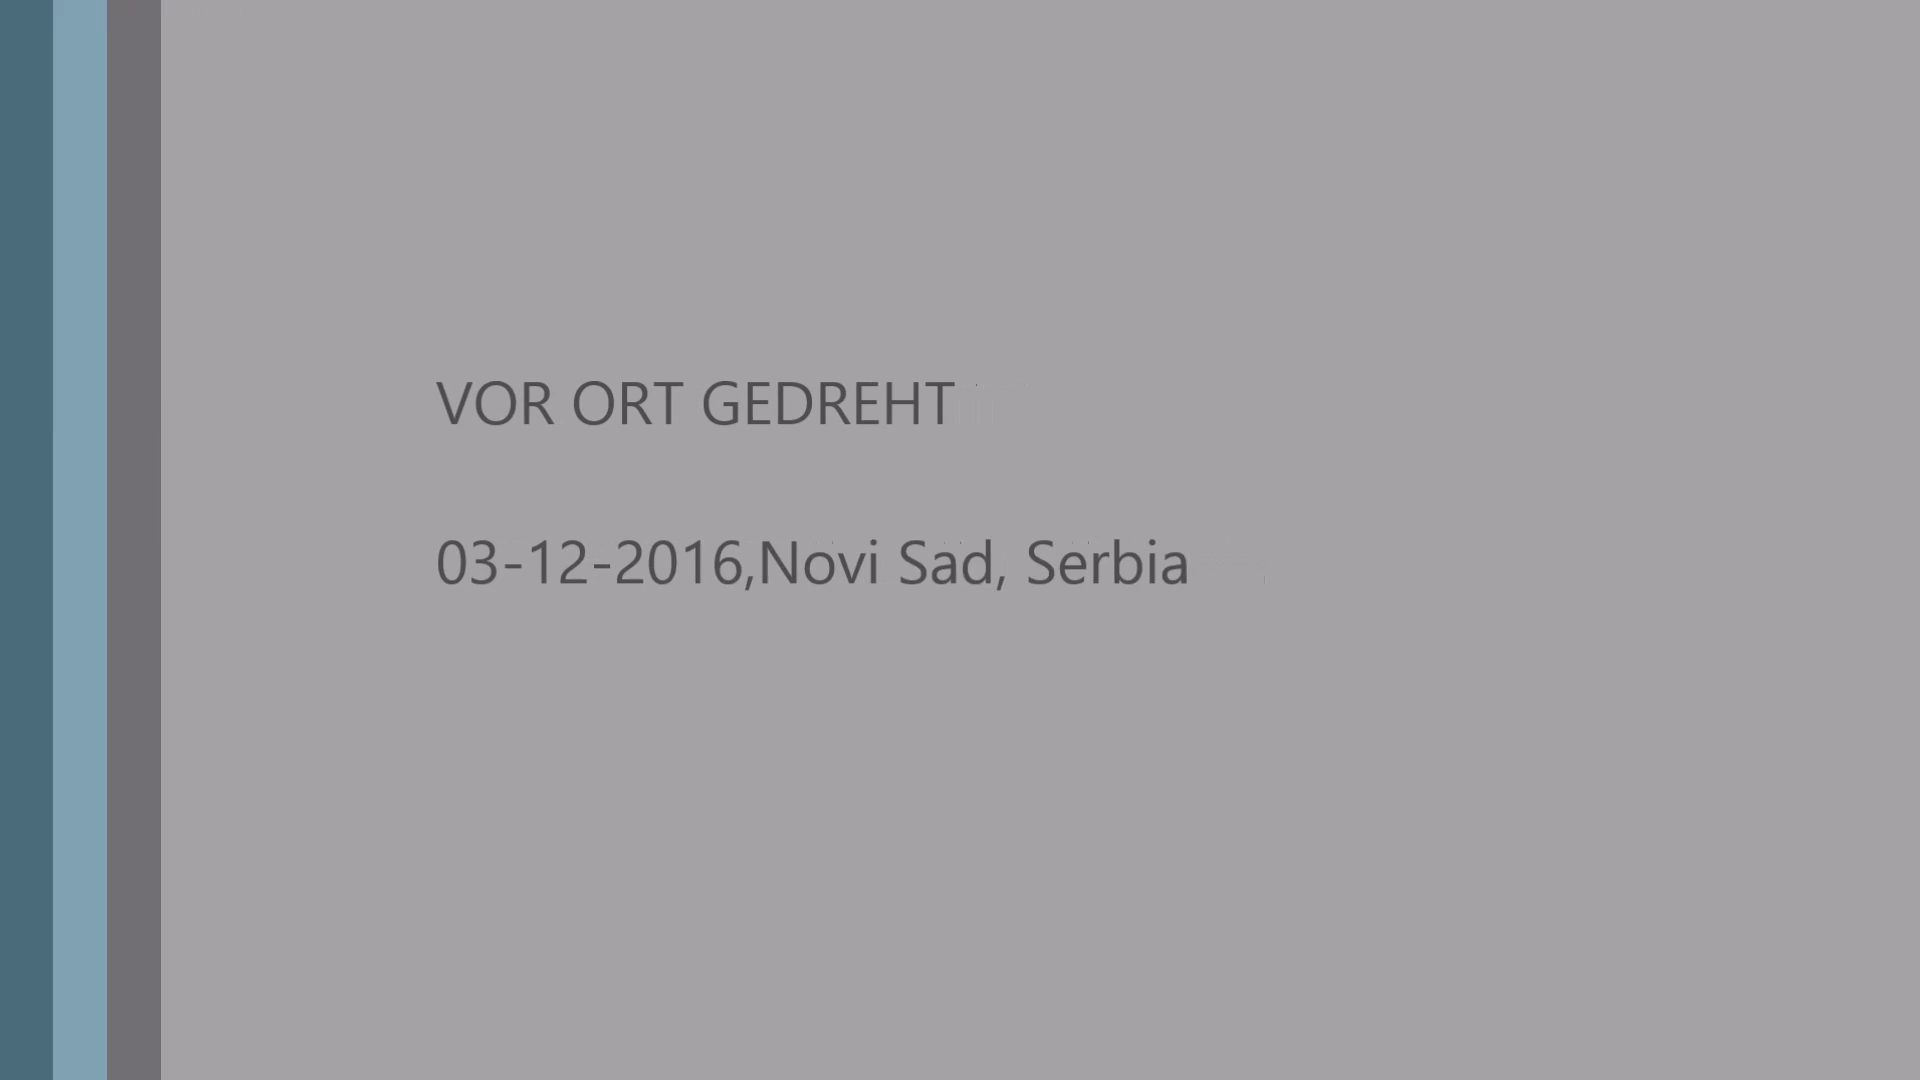 VOR ORT GEDREHT
03-12-2016,Novi Sad, Serbia